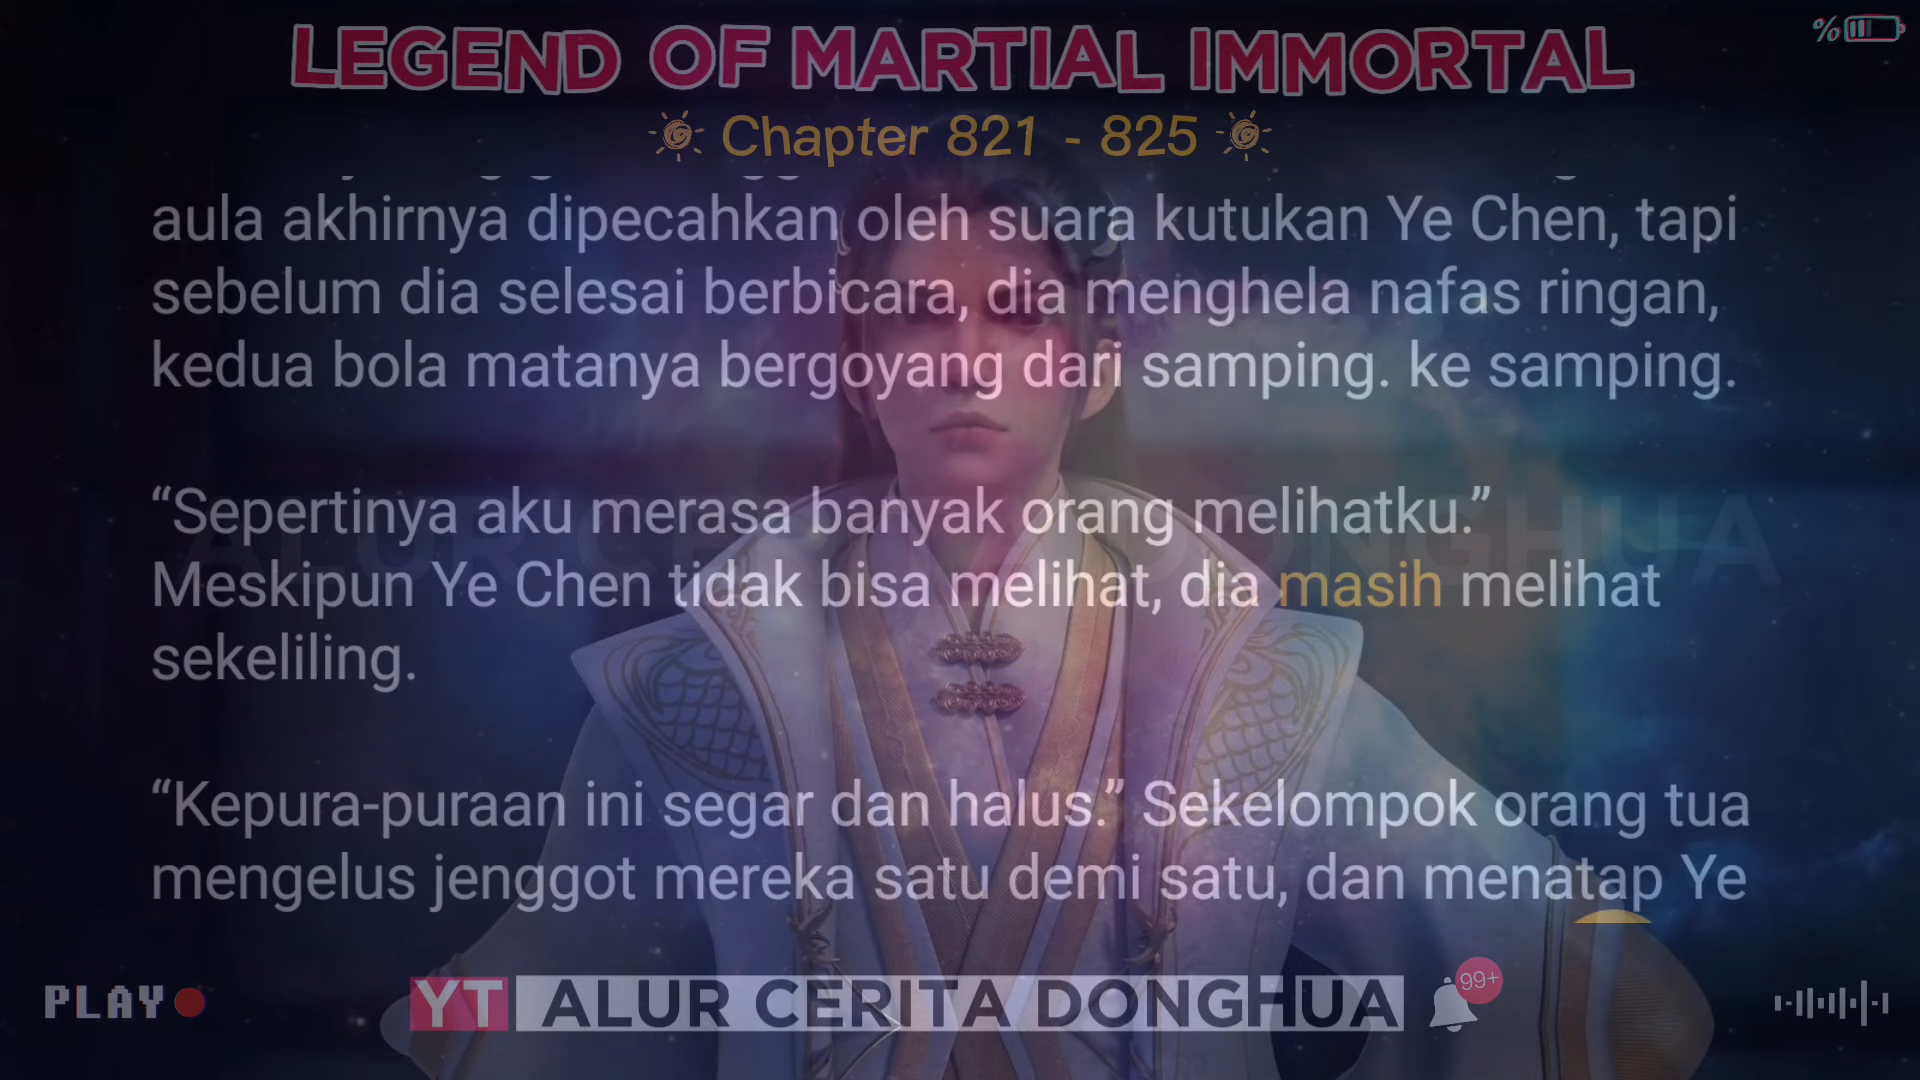 LEGEND OF MARTIAL IMMORTAL
%
Chapter 821 - 825
aula akhirnya dipecahkan oleh suara kutukan Ye Chen, tapi
sebelum dia selesai berbicara, dia menghela nafas ringan,
kedua bola matanya bergoyang dari samping. ke samping.
“Sepertinya aku merasa banyak orang melihatku.”
Meskipun Ye Chen tidak bisa melihat, dia masih melihat
sekeliling.
“Kepura-puraan ini segar dan halus.” Sekelompok orang tua
mengelus jenggot mereka satu demi satu, dan menatap Ye
ALUR CERITA DONGHUA
PLAY
YT ALUR CERITA DONGHUA
99+